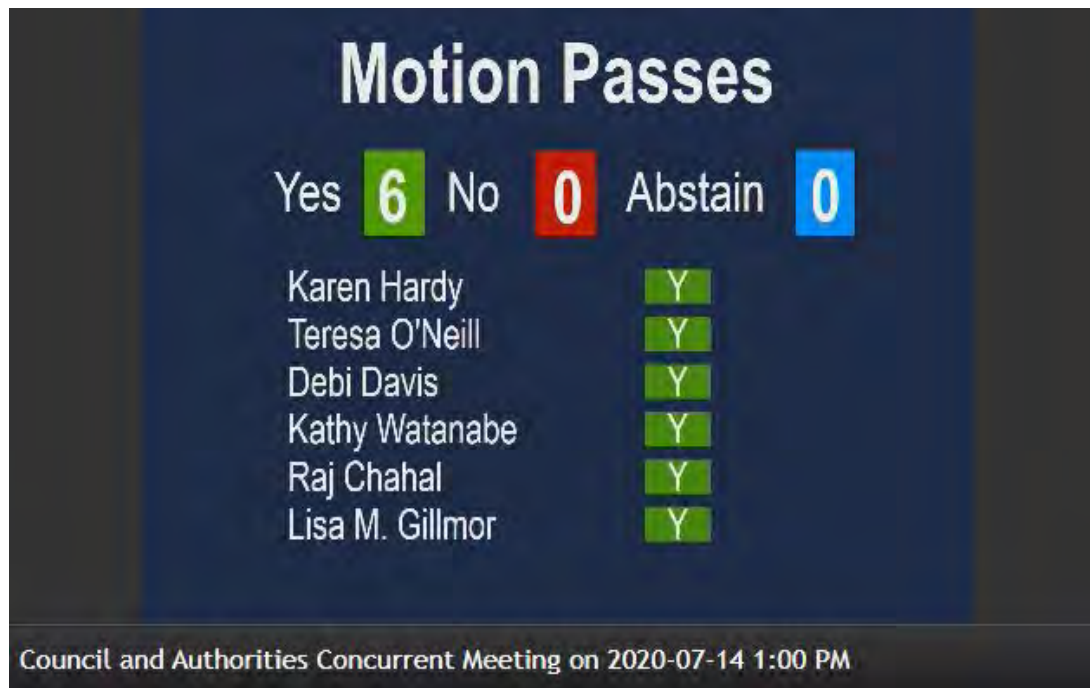 Motion Passes
Yes 6 No 0 Abstain 0
Karen Hardy Y
Teresa O'Neill Y
Debi Davis Y
Kathy Watanabe Y
Raj Chahal Y
Lisa M. Gillmor Y
Council and Authorities Concurrent Meeting on 2020-07-14 1:00 PM